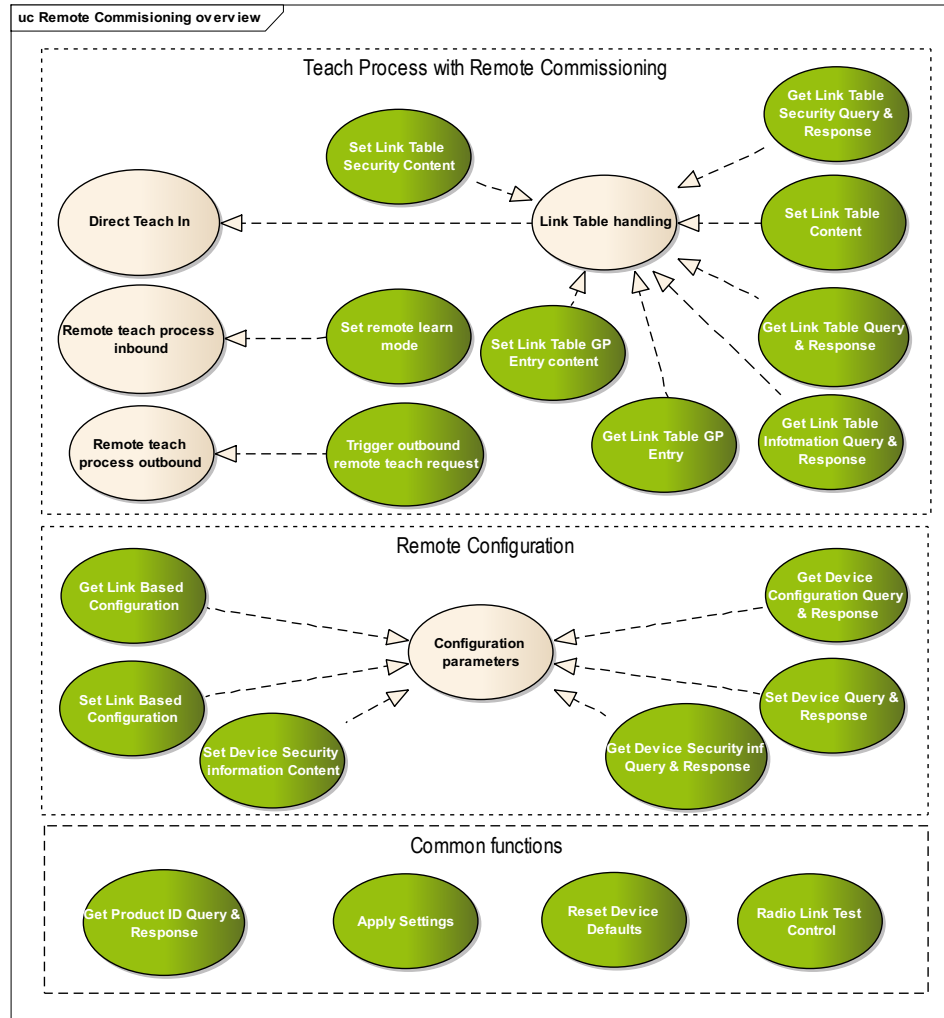 uc Remote Commisioning overview
Teach Process with Remote Commissioning
Get Link Table
Security Query &
Response
Set Link Table
Security Content
Direct Teach In
Link Table handling
Set Link Table
Content
Remote teach process
inbound
Set remote learn
mode
Set Link Table GP
Entry content
Get Link Table Query
& Response
Remote teach
process outbound
Trigger outbound
remote teach request
Get Link Table GP
Entry
Get Link Table
Infotmation Query &
Response
Remote Configuration
Get Link Based
Configuration
Get Device
Configuration Query
& Response
Configuration
parameters
Set Link Based
Configuration
Set Device Query &
Response
Set Device Security
information Content
Get Device Security inf
Query & Response
Common functions
Get Product ID Query &
Response
Apply Settings
Reset Device
Defaults
Radio Link Test
Control